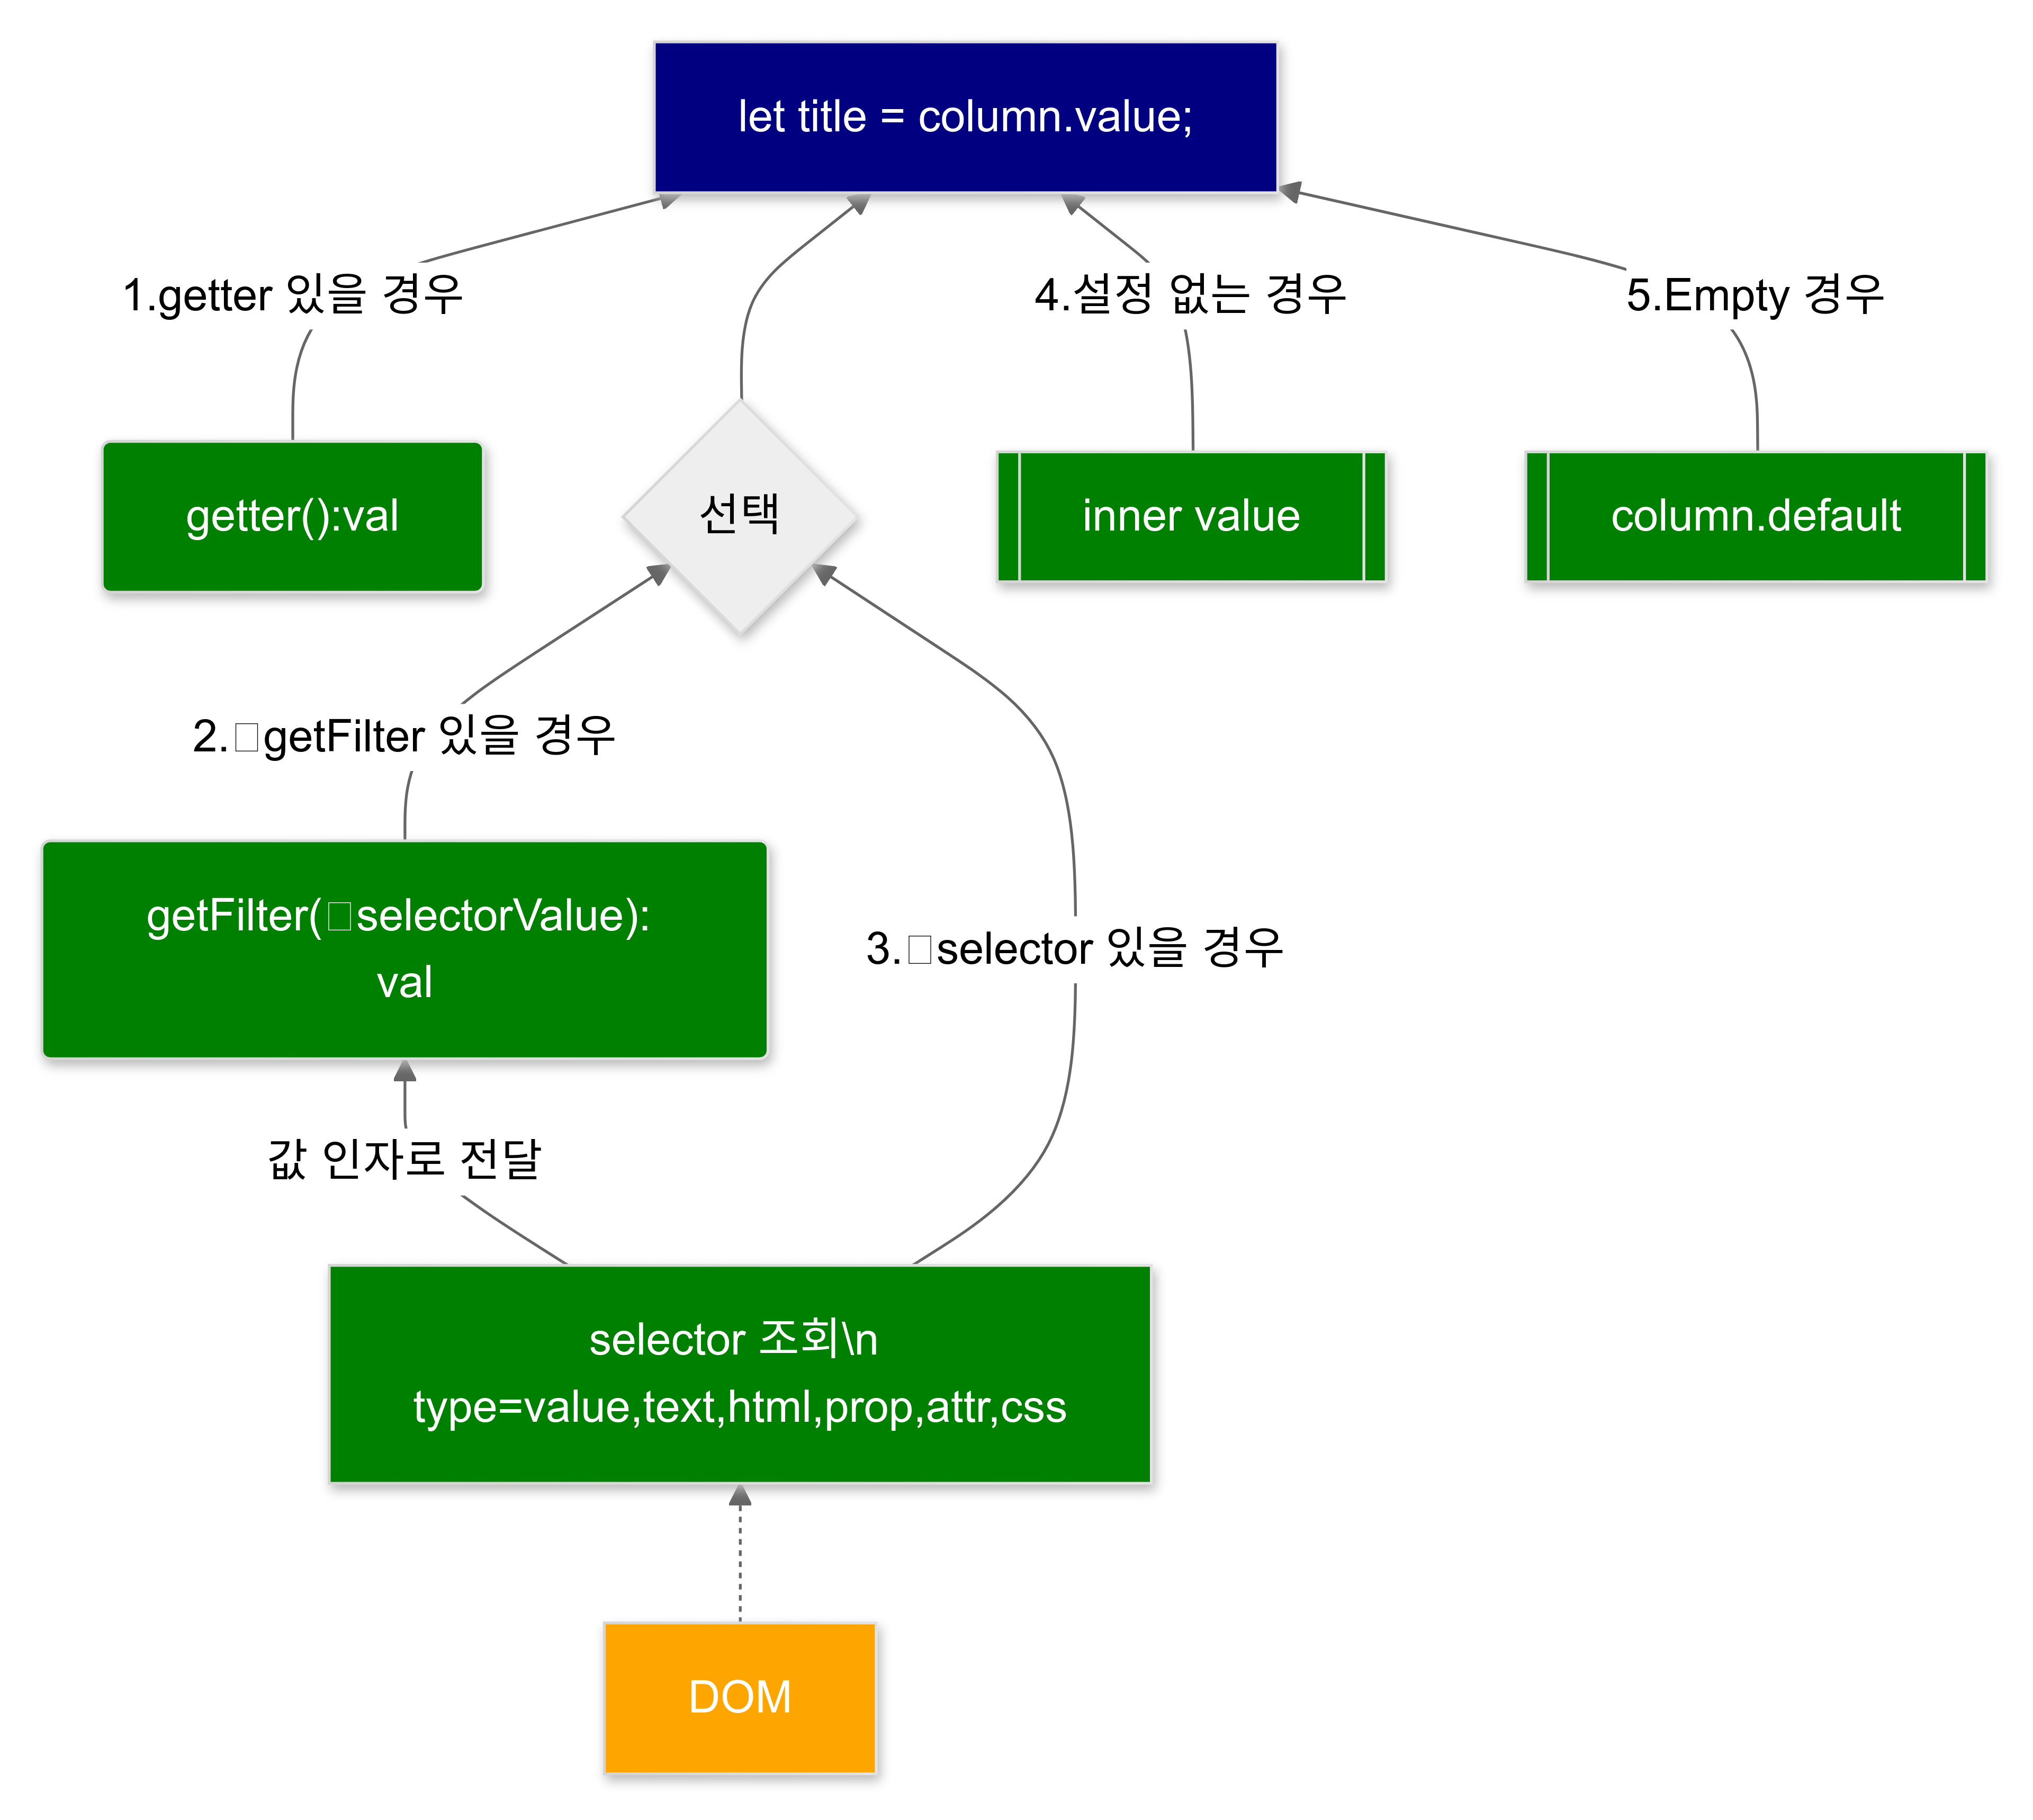 let title = column.value;
1.getter 있을 경우
4.설정 없는 경우
5.Empty 경우
getter():val
선택
inner value
column.default
2.□getFilter 있을 경우
getFilter(□selectorValue):
val
3.□selector 있을 경우
값 인자로 전달
selector 조회\n
type=value,text,html,prop,attr,css
DOM